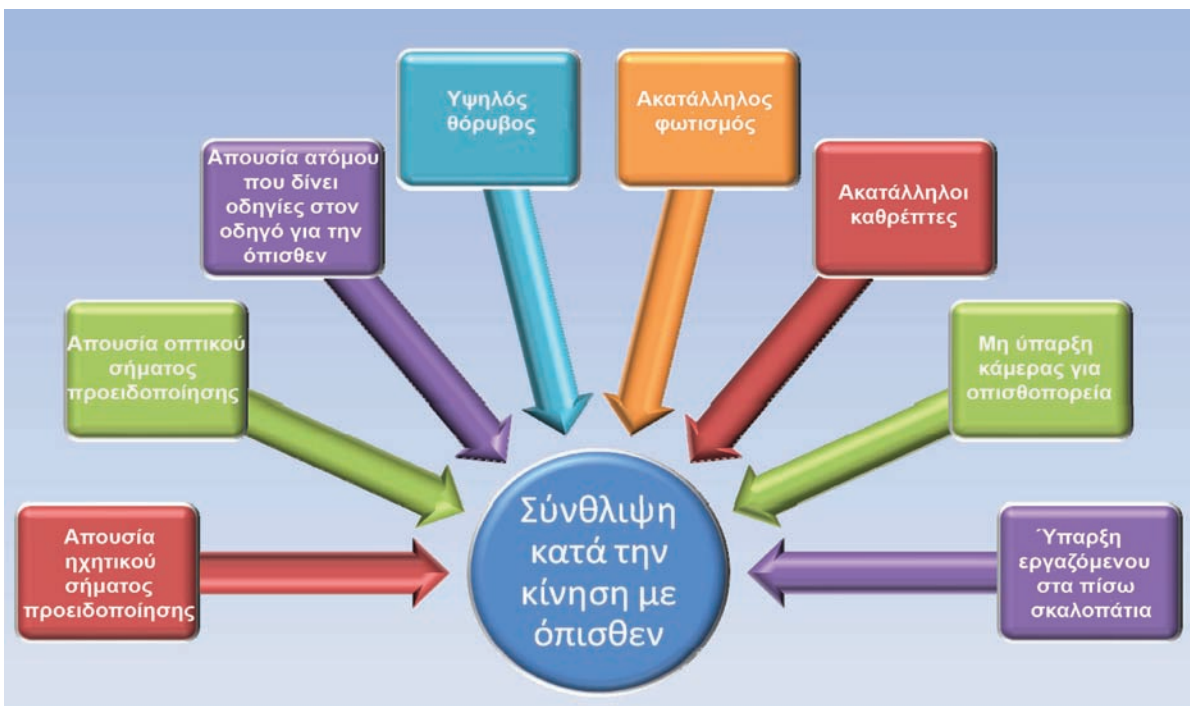 Υψηλός
θόρυβος
Ακατάλληλος
φωτισμός
Απουσία ατόμου
που δίνει
οδηγίες στον
οδηγό για την
όπισθεν
Ακατάλληλοι
καθρέπτες
Απουσία οπτικού
σήματος
προειδοποίησης
Μη ύπαρξη
κάμερας για
οπισθοπορεία
Απουσία
ηχητικού
σήματος
προειδοποίησης
Σύνθλιψη
κατά την
κίνηση με
όπισθεν
Ύπαρξη
εργαζόμενου
στα πίσω
σκαλοπάτια